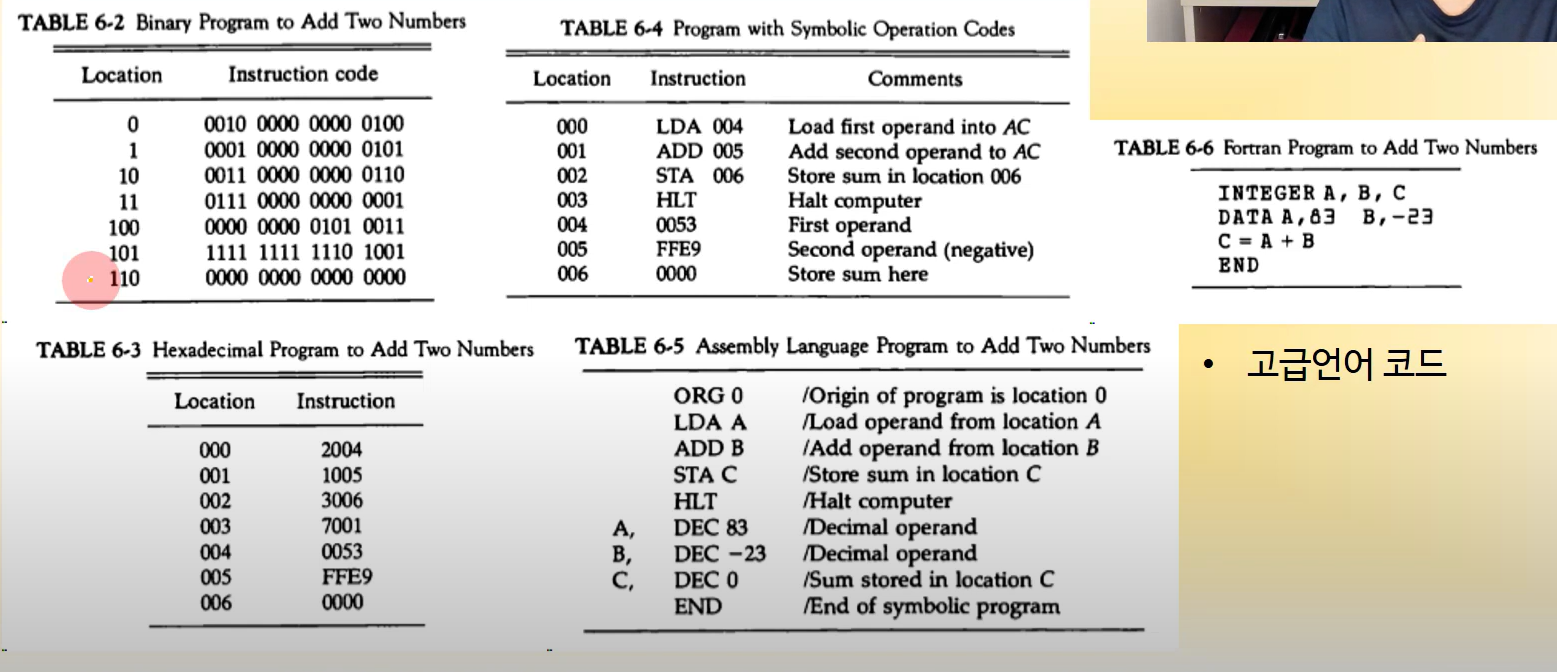 TABLE 6-2 Binary Program to Add Two Numbers
Location Instruction code
0 0010 0000 0000 0100
1 0001 0000 0000 0101
10 0011 0000 0000 0110
11 0111 0000 0000 0001
100 0000 0000 0101 0011
101 1111 1111 1110 1001
110 0000 0000 0000 0000
TABLE 6-4 Program with Symbolic Operation Codes
Location Instruction Comments
000 LDA 004 Load first operand into AC
001 ADD 005 Add second operand to AC
002 STA 006 Store sum in location 006
003 HLT Halt computer
004 0053 First operand
005 FFE9 Second operand (negative)
006 0000 Store sum here
TABLE 6-6 Fortran Program to Add Two Numbers
INTEGER A, B, C
DATA A,83 B,-23
C = A + B
END
TABLE 6-3 Hexadecimal Program to Add Two Numbers
Location Instruction
000 2004
001 1005
002 3006
003 7001
004 0053
005 FFE9
006 0000
TABLE 6-5 Assembly Language Program to Add Two Numbers
ORG 0 /Origin of program is location 0
LDA A /Load operand from location A
ADD B /Add operand from location B
STA C /Store sum in location C
HLT /Halt computer
A, DEC 83 /Decimal operand
B, DEC -23 /Decimal operand
C, DEC 0 /Sum stored in location C
END /End of symbolic program
• 고급언어 코드